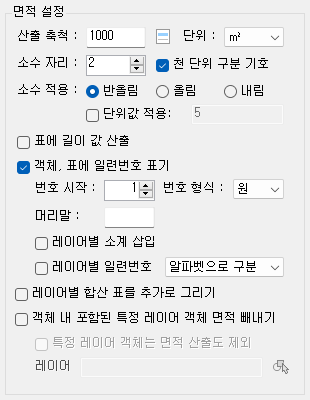 면적 설정
산출 축척 : 1000 단위 : ㎡
소수 자리 : 2 천 단위 구분 기호
소수 적용 : 반올림 올림 내림
단위값 적용: 5
표에 길이 값 산출
객체, 표에 일련번호 표기
번호 시작 : 1 번호 형식 : 원
머리말 :
레이어별 소계 삽입
레이어별 일련번호 알파벳으로 구분
레이어별 합산 표를 추가로 그리기
객체 내 포함된 특정 레이어 객체 면적 빼내기
특정 레이어 객체는 면적 산출도 제외
레이어